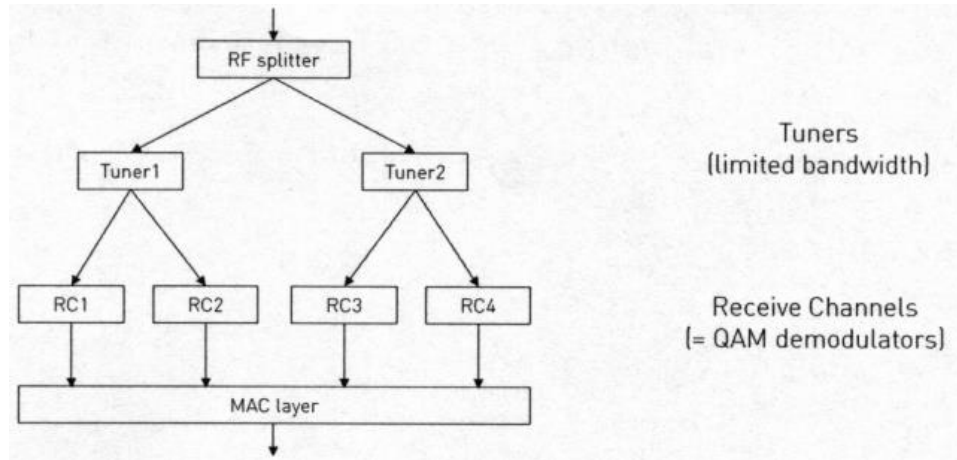 RF splitter
Tuner1
Tuner2
Tuners
(limited bandwidth)
RC1
RC2
RC3
RC4
Receive Channels
(= QAM demodulators)
MAC layer